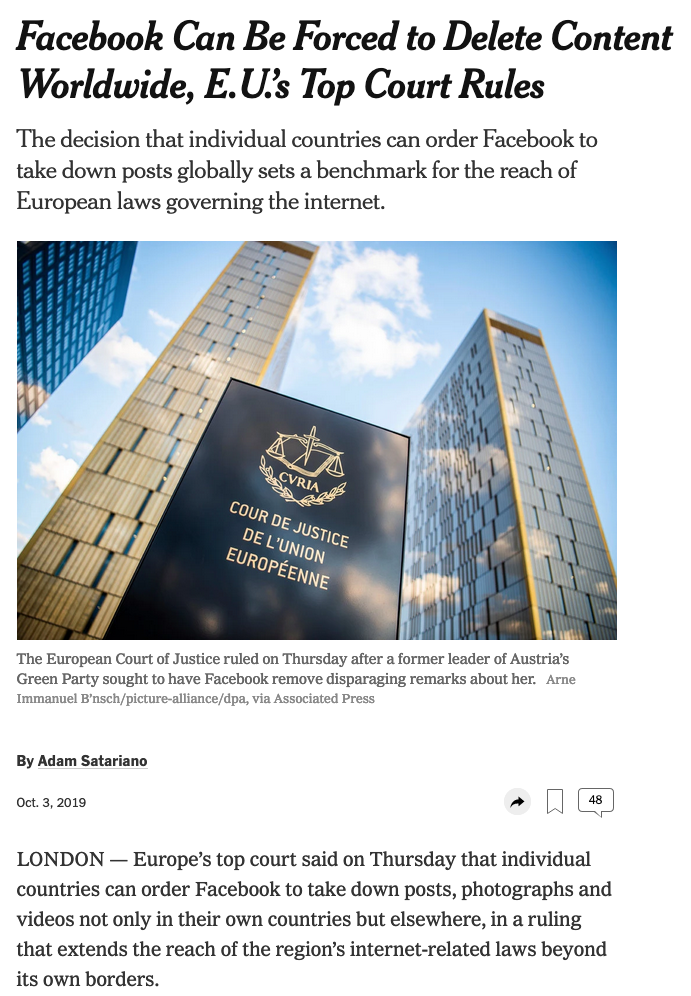 Facebook Can Be Forced to Delete Content
Worldwide, E.U.’s Top Court Rules
The decision that individual countries can order Facebook to
take down posts globally sets a benchmark for the reach of
European laws governing the internet.
CVRIA
COUR DE JUSTICE
DE L’UNION
EUROPÉENNE
The European Court of Justice ruled on Thursday after a former leader of Austria’s
Green Party sought to have Facebook remove disparaging remarks about her. Arne
Immanuel B’nsch/picture-alliance/dpa, via Associated Press
By Adam Satariano
Oct. 3, 2019
48
LONDON — Europe’s top court said on Thursday that individual
countries can order Facebook to take down posts, photographs and
videos not only in their own countries but elsewhere, in a ruling
that extends the reach of the region’s internet-related laws beyond
its own borders.